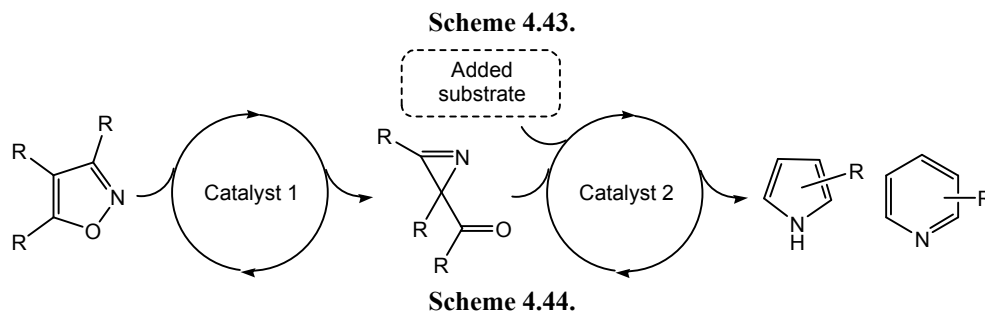 Scheme 4.43.
Added
substrate
R
R
R
N
O
Catalyst 1
R
N
R
O
R
Catalyst 2
R
N
H
R
N
Scheme 4.44.